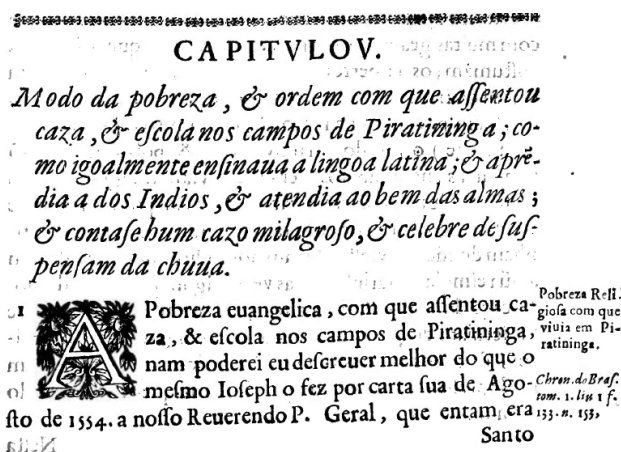 CAPITVLO V.
Modo da pobreza, & ordem com que aſſentou
caza, & eſcola nos campos de Piratininga; co-
mo igoalmente enſinaua a lingoa latina; & aprẽ-
dia a dos Indios, & atendia ao bem das almas;
& contaſe hum cazo milagroſo, & celebre de ſuſ-
penſam da chuua.
1 A Pobreza euangelica, com que aſſentou ca-
za, & eſcola nos campos de Piratininga,
nam poderei eu deſcreuer melhor do que o
meſmo Ioſeph o fez por carta ſua de Ago-
ſto de 1554. a noſſo Reuerendo P. Geral, que entam era
Santo
Pobreza Reli.
gioſa com que
viuia em Pi-
ratininga.
Chron. do Braſ.
tom. 1. liu 1 f.
133. n. 153,